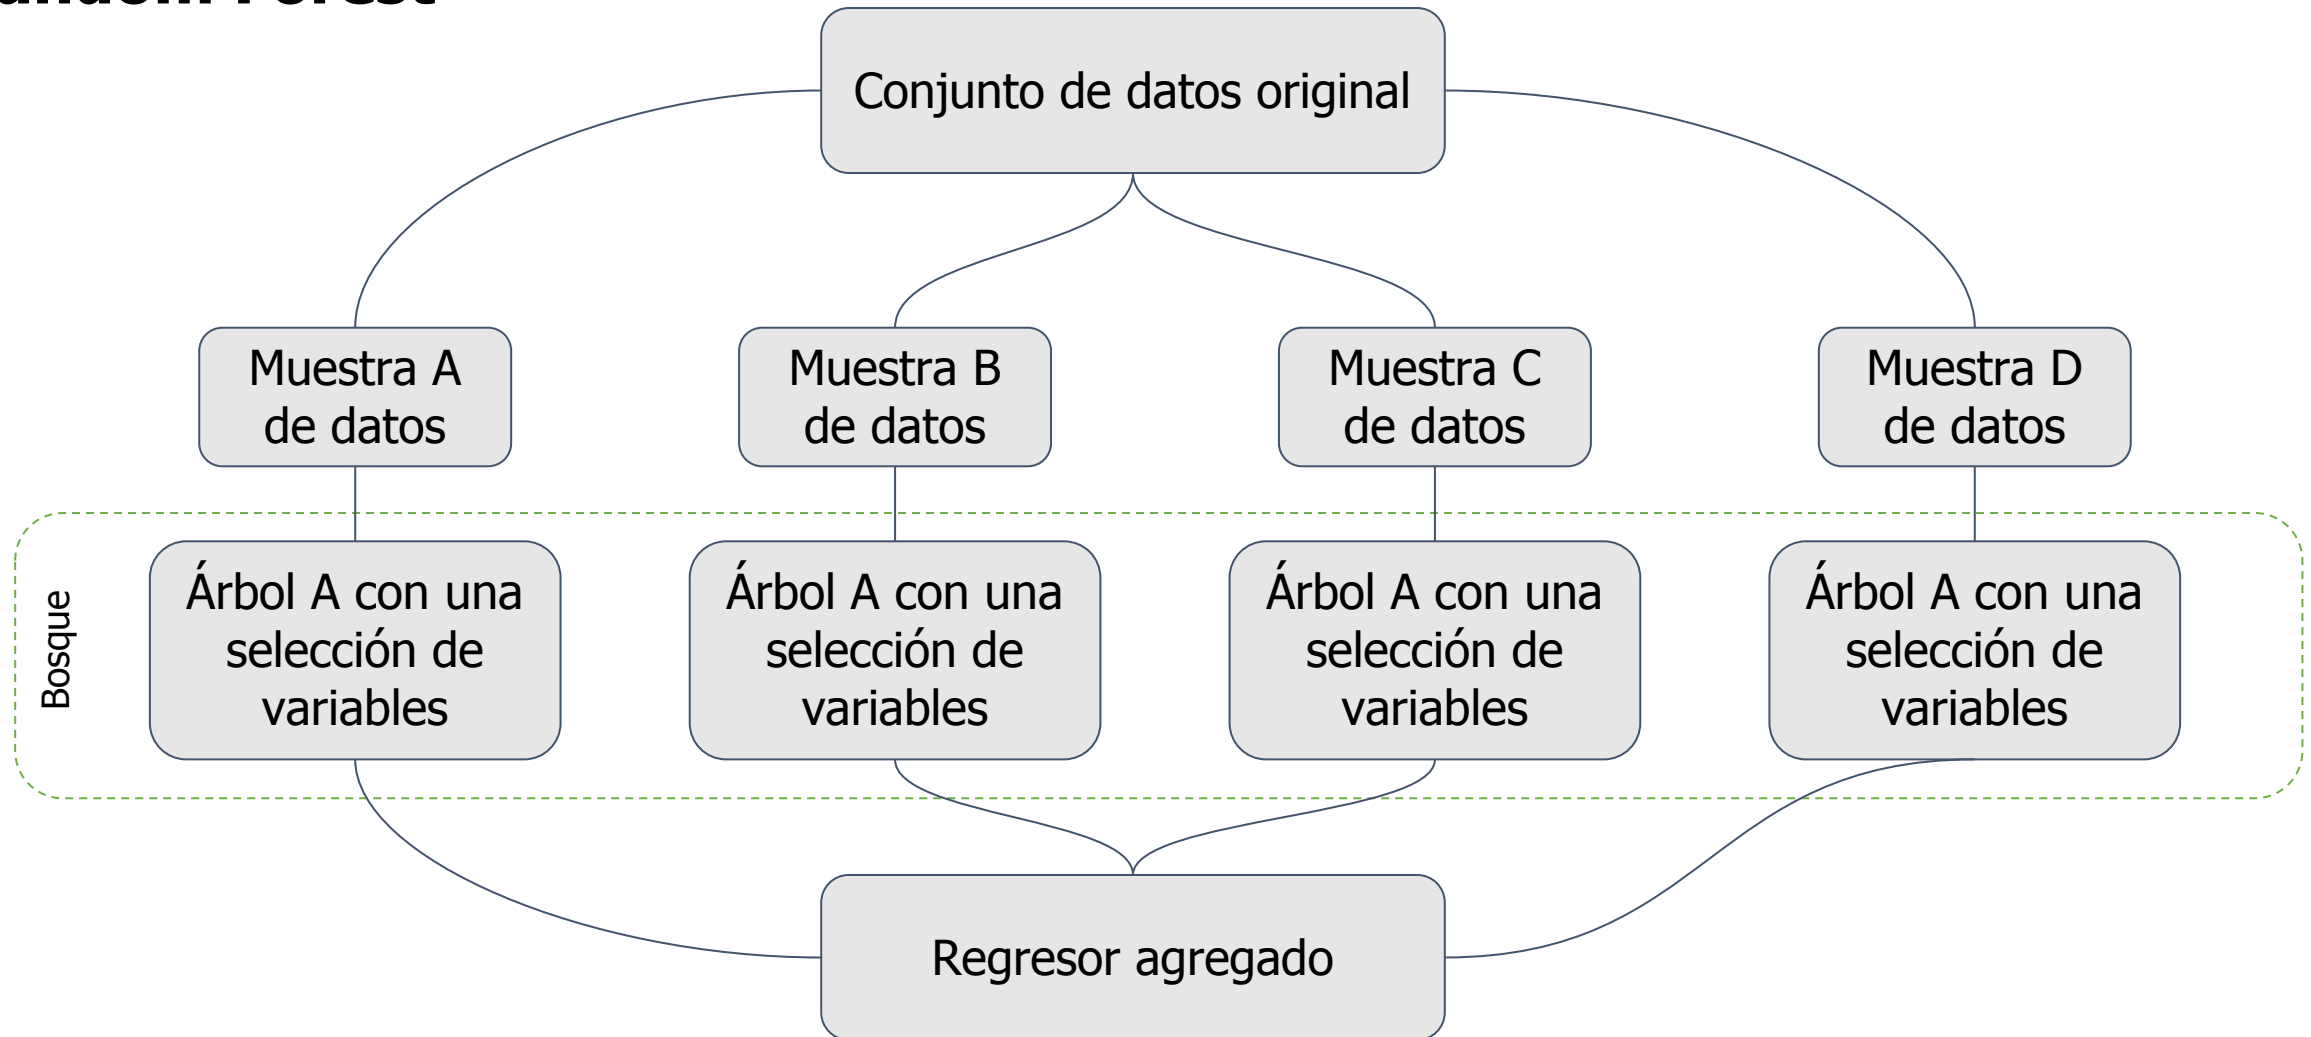 Conjunto de datos original
Muestra A
de datos
Muestra B
de datos
Muestra C
de datos
Muestra D
de datos
Bosque
Árbol A con una
selección de
variables
Árbol A con una
selección de
variables
Árbol A con una
selección de
variables
Árbol A con una
selección de
variables
Regresor agregado